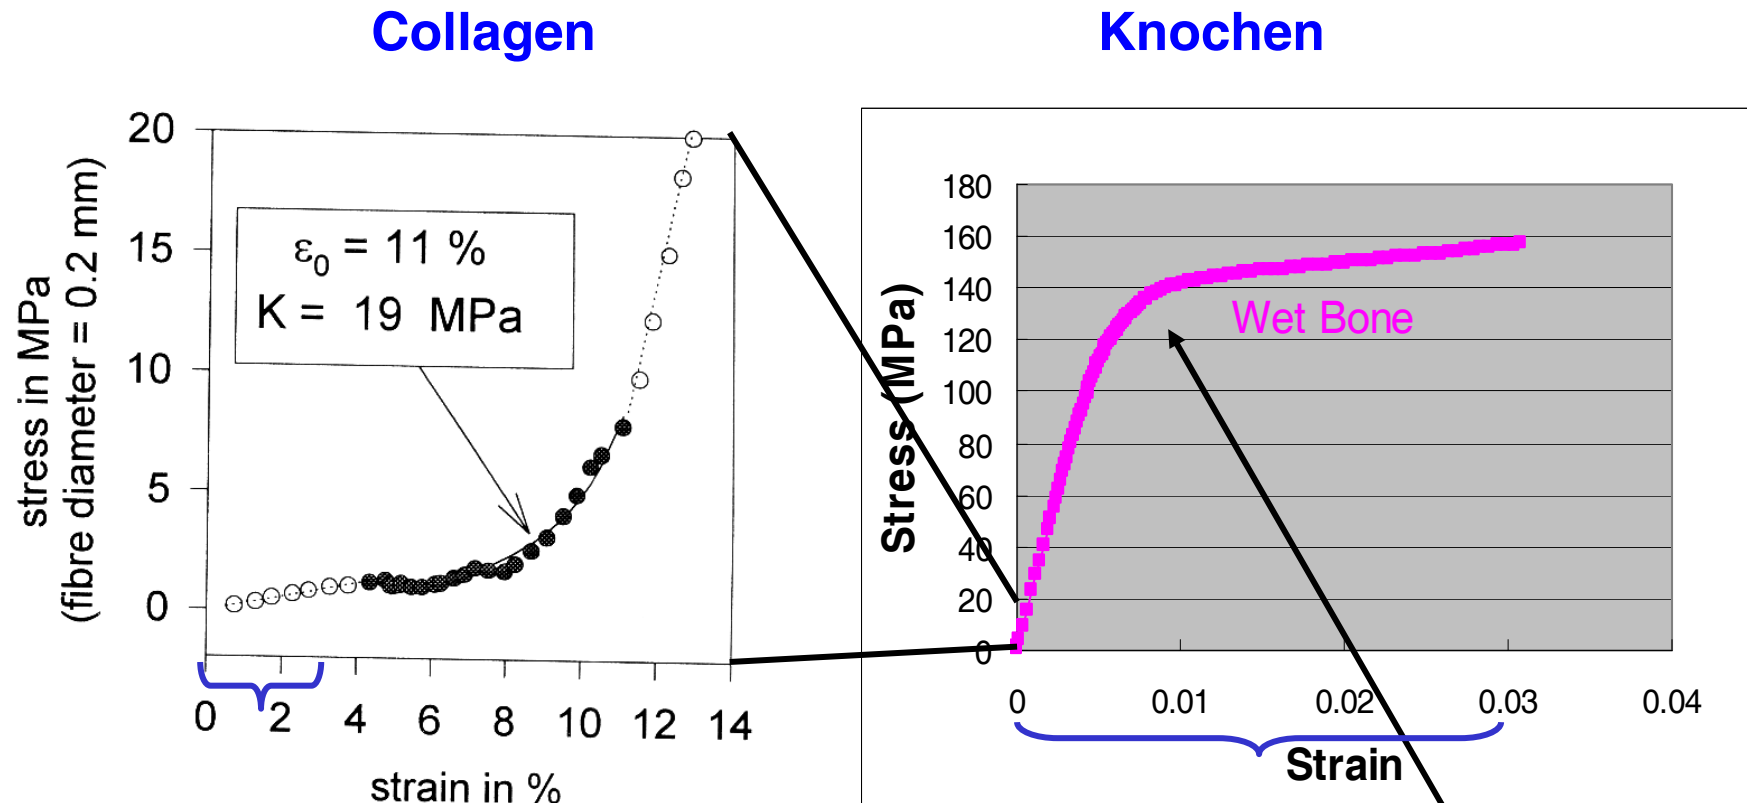 Collagen
Knochen
stress in MPa
(fibre diameter = 0.2 mm)
20
15
10
5
0
ε0 = 11 %
K = 19 MPa
0 2 4 6 8 10 12 14
strain in %
Stress (MPa)
180
160
140
120
100
80
60
40
20
0
Wet Bone
0 0.01 0.02 0.03 0.04
Strain